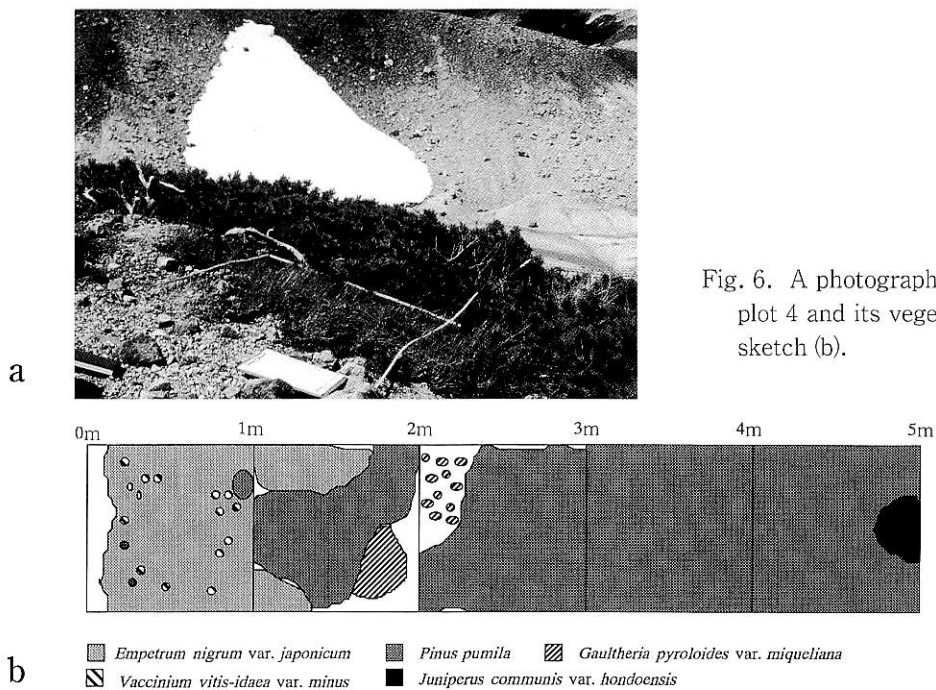 Fig. 6. A photograph
plot 4 and its vege
sketch (b).
a
0m 1m 2m 3m 4m 5m
b
Empetrum nigrum var. japonicum Pinus pumila Gaultheria pyroloides var. miqueliana
Vaccinium vitis-idaea var. minus Juniperus communis var. hondoensis